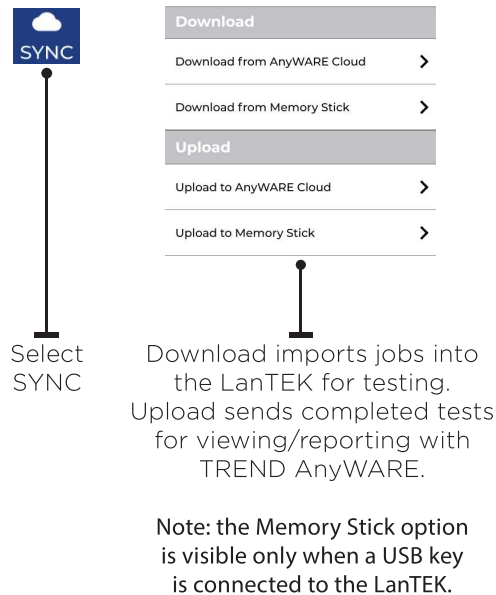 SYNC
Download
Download from AnyWARE Cloud
Download from Memory Stick
Upload
Upload to AnyWARE Cloud
Upload to Memory Stick
Select
SYNC
Download imports jobs into
the LanTEK for testing.
Upload sends completed tests
for viewing/reporting with
TREND AnyWARE.
Note: the Memory Stick option
is visible only when a USB key
is connected to the LanTEK.